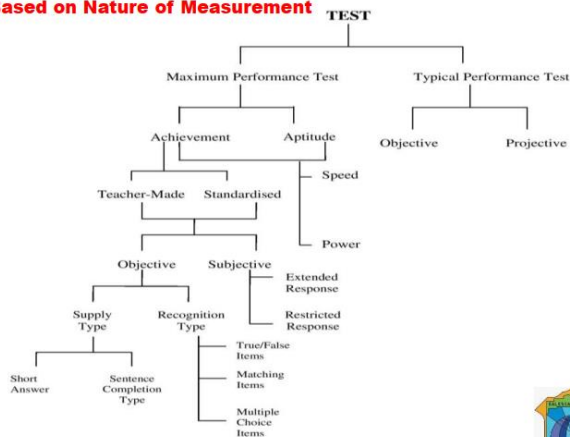 Based on Nature of Measurement
TEST
Maximum Performance Test
Typical Performance Test
Achievement
Aptitude
Objective
Projective
Speed
Teacher-Made
Standardised
Power
Objective
Subjective
Extended
Response
Supply
Type
Recognition
Type
Restricted
Response
True/False
Items
Short
Answer
Sentence
Completion
Type
Matching
Items
Multiple
Choice
Items